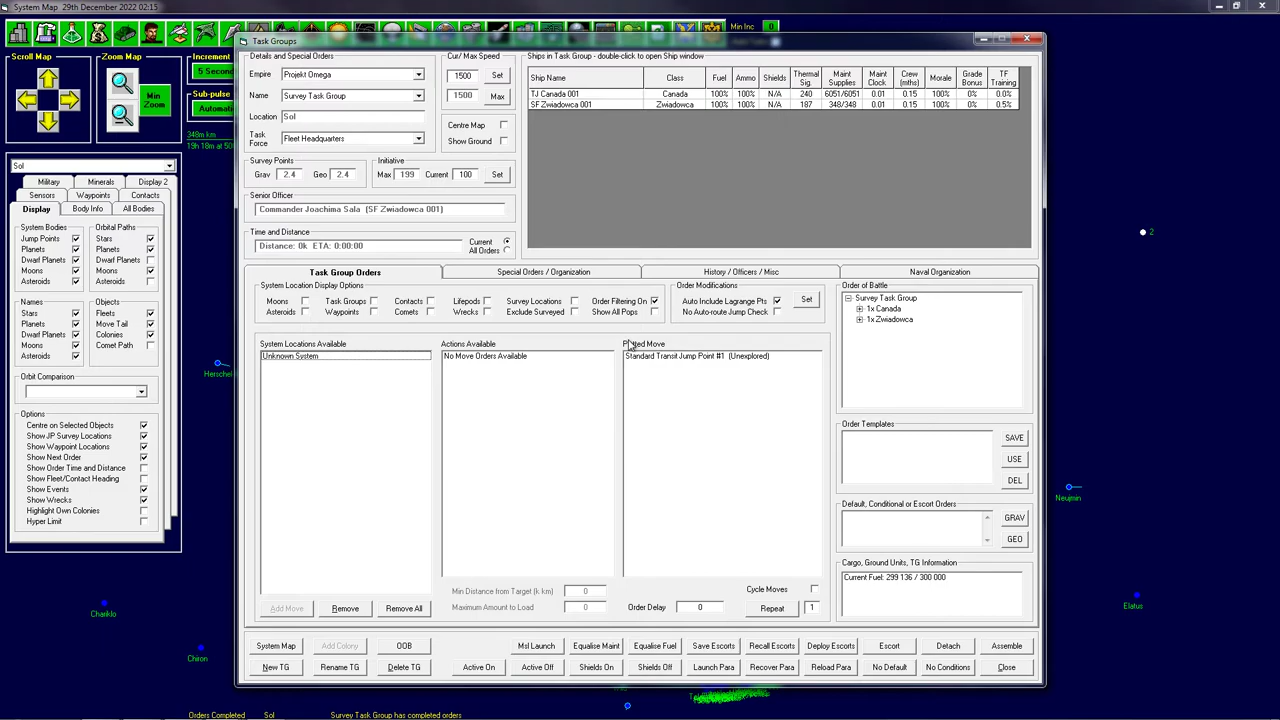 System Map   29th December 2022 02:15
Min Inc   0
Scroll Map
Zoom Map
Increment
Min
Zoom
5 Second
Sub-pulse
Automati
348m km
19h 18m at 50
Sol
Military   Minerals   Display 2
Sensors   Waypoints   Contacts
Display   Body Info   All Bodies
System Bodies   Orbital Paths
Jump Points   Stars
Planets   Planets
Dwarf Planets   Dwarf Planets
Moons   Moons
Asteroids   Asteroids
Names   Objects
Stars   Fleets
Planets   Move Tail
Dwarf Planets   Colonies
Moons   Comet Path
Asteroids
Orbit Comparison
Options
Centre on Selected Objects
Show JP Survey Locations
Show Waypoint Locations
Show Next Order
Show Order Time and Distance
Show Fleet/Contact Heading
Show Events
Show Wrecks
Highlight Own Colonies
Hyper Limit
Herschel
Chariklo
Chiron
2
Neujmin
Elatus
Task Groups
Details and Special Orders
Empire   Projekt Omega
Name   Survey Task Group
Location   Sol
Task
Force   Fleet Headquarters
Cur/ Max Speed
1500   Set
1500   Max
Centre Map
Show Ground
Survey Points
Grav   2.4   Geo   2.4
Initiative
Max   199   Current   100   Set
Senior Officer
Commander Joachima Sala  (SF Zwiadowca 001)
Time and Distance
Distance: 0k   ETA: 0:00:00
Current
All Orders
Ships in Task Group - double-click to open Ship window
Ship Name   Class   Fuel   Ammo   Shields   Thermal Sig.   Maint Supplies   Maint Clock   Crew (mths)   Morale   Grade Bonus   TF Training
TJ Canada 001   Canada   100%   100%   N/A   240   6051/6051   0.01   0.15   100%   0%   0.0%
SF Zwiadowca 001   Zwiadowca   100%   100%   N/A   187   348/348   0.01   0.15   100%   0%   0.5%
Task Group Orders   Special Orders / Organization   History / Officers / Misc   Naval Organization
System Location Display Options
Moons   Task Groups   Contacts   Lifepods   Survey Locations   Order Filtering On
Asteroids   Waypoints   Comets   Wrecks   Exclude Surveyed   Show All Pops
Order Modifications
Auto Include Lagrange Pts   Set
No Auto-route Jump Check
Order of Battle
Survey Task Group
1x Canada
1x Zwiadowca
System Locations Available   Actions Available   Plotted Move
Unknown System   No Move Orders Available   Standard Transit Jump Point #1  (Unexplored)
Order Templates
SAVE
USE
DEL
Default, Conditional or Escort Orders
GRAV
GEO
Cargo, Ground Units, TG Information
Current Fuel: 299 136 / 300 000
Min Distance from Target (k km)   0   Cycle Moves
Add Move   Remove   Remove All   Maximum Amount to Load   0   Order Delay   0   Repeat   1
System Map   Add Colony   OOB   Msl Launch   Equalise Maint   Equalise Fuel   Save Escorts   Recall Escorts   Deploy Escorts   Escort   Detach   Assemble
New TG   Rename TG   Delete TG   Active On   Active Off   Shields On   Shields Off   Launch Para   Recover Para   Reload Para   No Default   No Conditions   Close
Orders Completed   Sol   Survey Task Group has completed orders